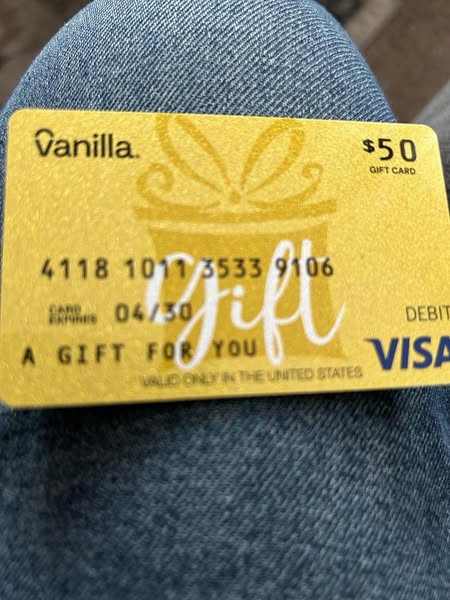 Vanilla.
$50
GIFT CARD
4118 1011 3533 9106
CARD EXPIRES 04/30
DEBIT
A GIFT FOR YOU
Gift
VISA
VALID ONLY IN THE UNITED STATES